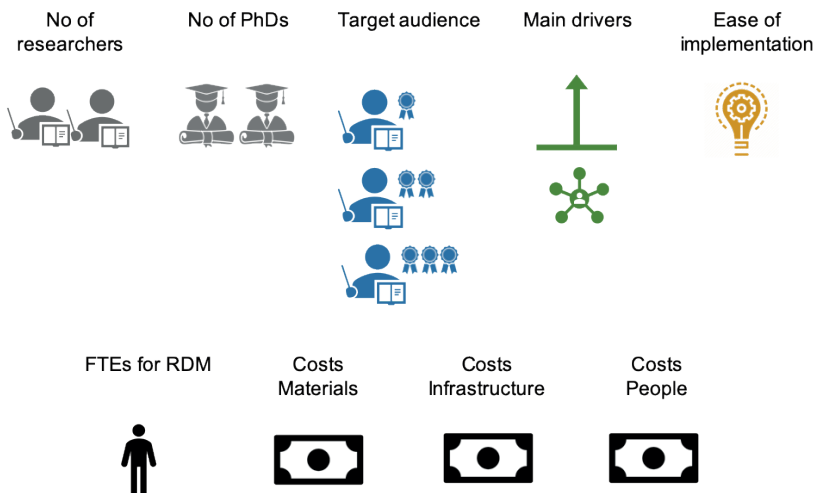 No of
researchers
No of PhDs
Target audience
Main drivers
Ease of
implementation
FTEs for RDM
Costs
Materials
Costs
Infrastructure
Costs
People